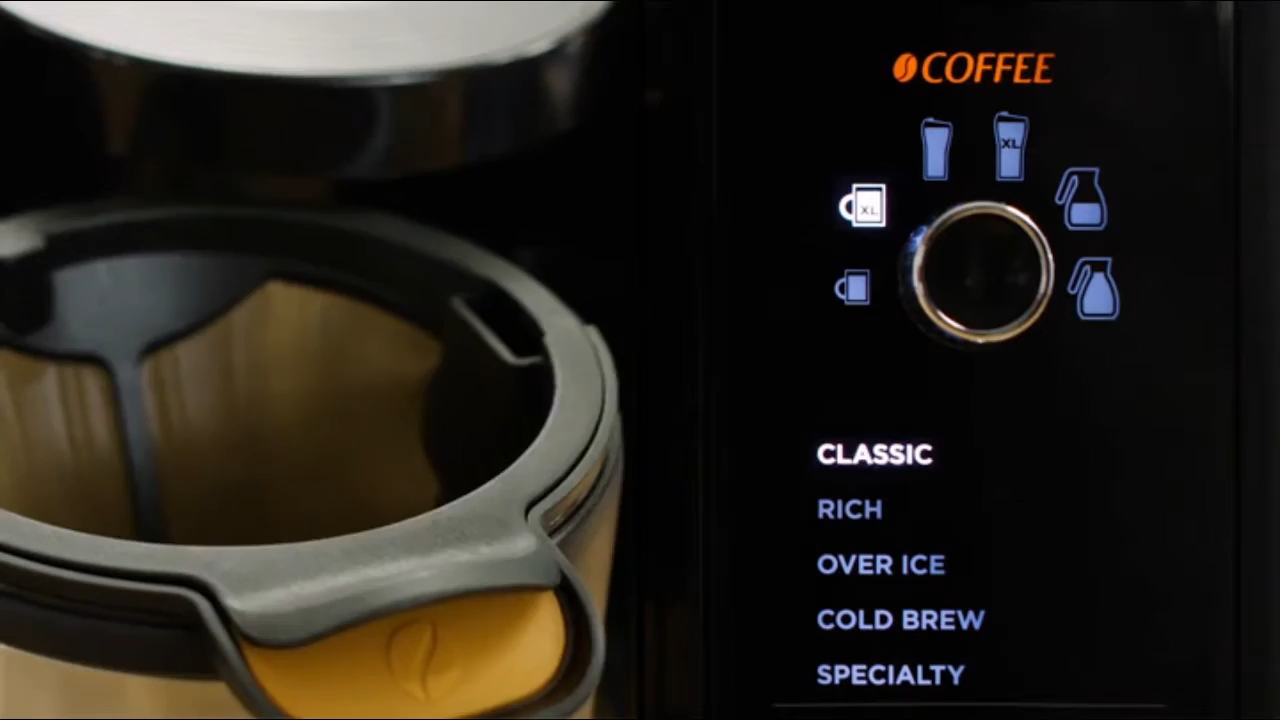 COFFEE
XL
XL
CLASSIC
RICH
OVER ICE
COLD BREW
SPECIALTY